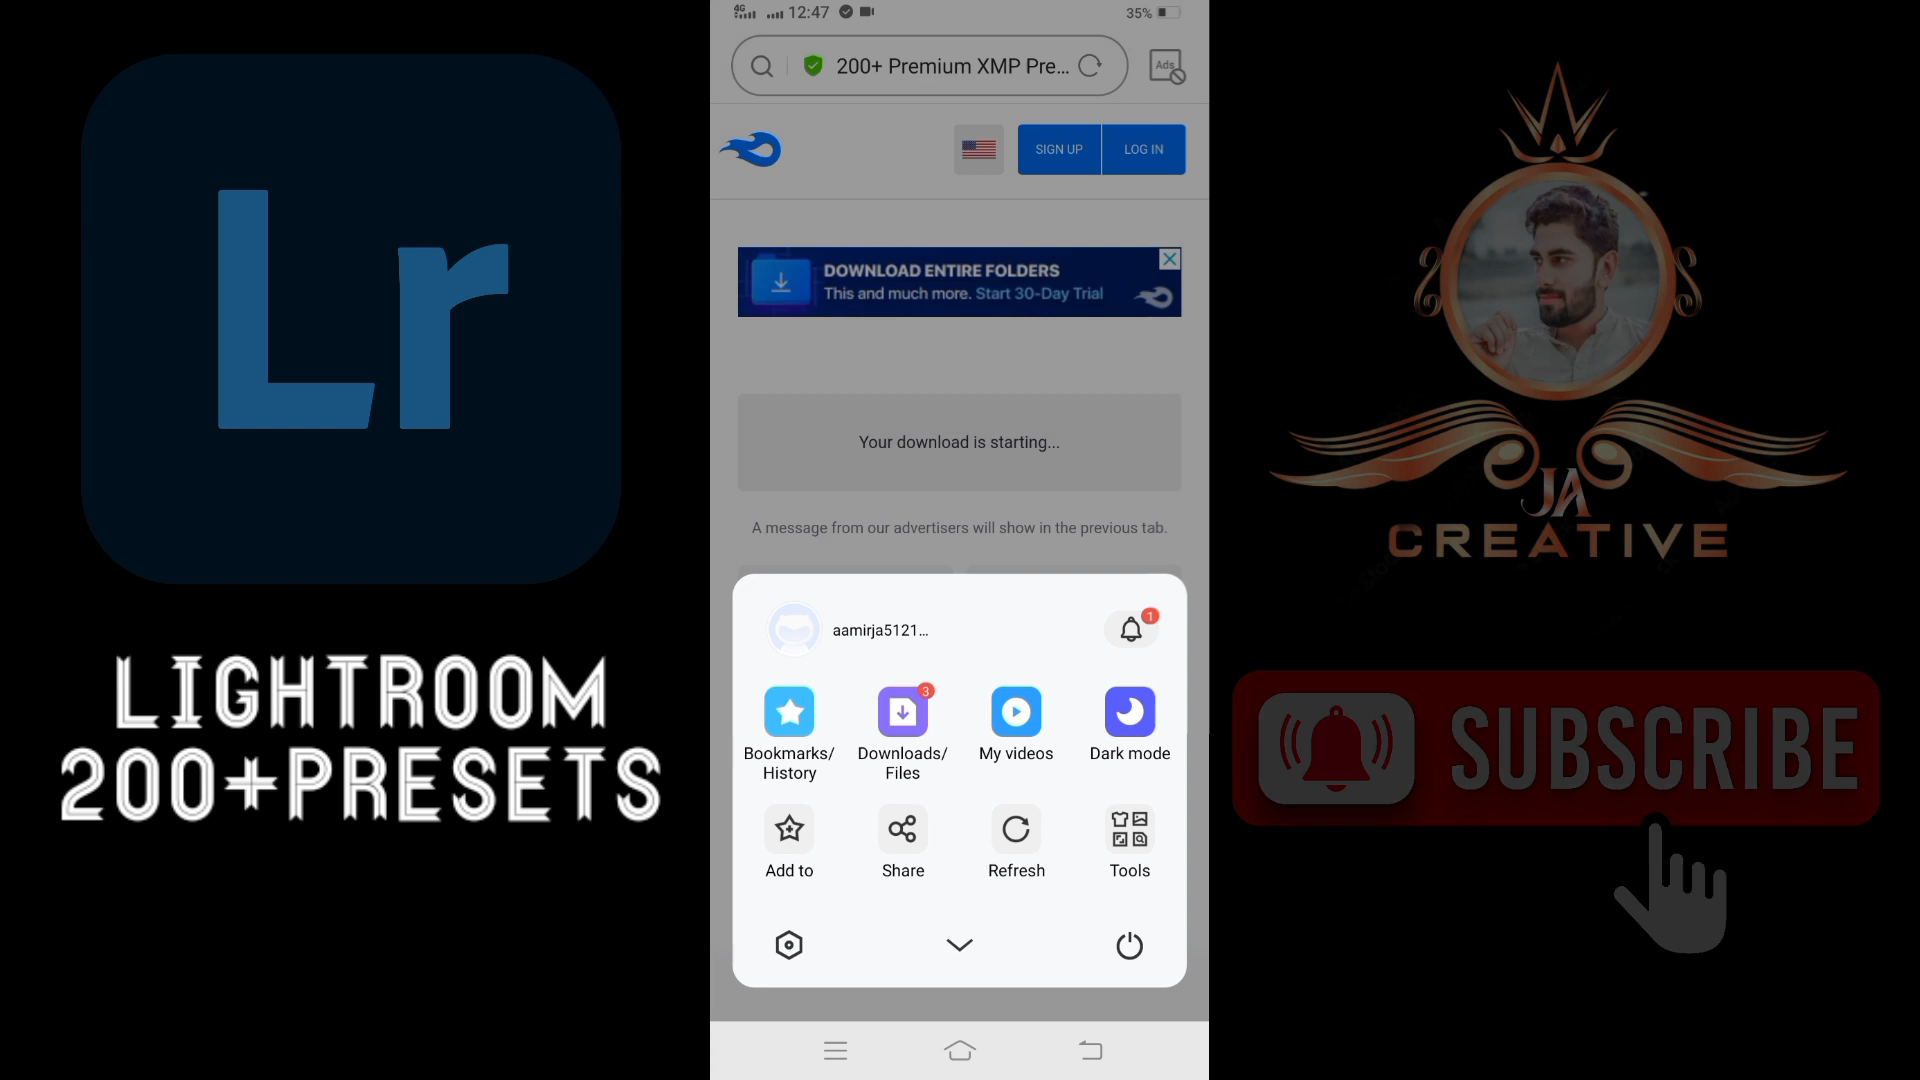 Lr
LIGHTROOM
200+PRESETS
4G
12:47
35%
200+ Premium XMP Pre...
Ads
SIGN UP
LOG IN
DOWNLOAD ENTIRE FOLDERS
This and much more. Start 30-Day Trial
Your download is starting...
A message from our advertisers will show in the previous tab.
aamirja5121...
1
3
Bookmarks/
History
Downloads/
Files
My videos
Dark mode
Add to
Share
Refresh
Tools
JA
CREATIVE
SUBSCRIBE